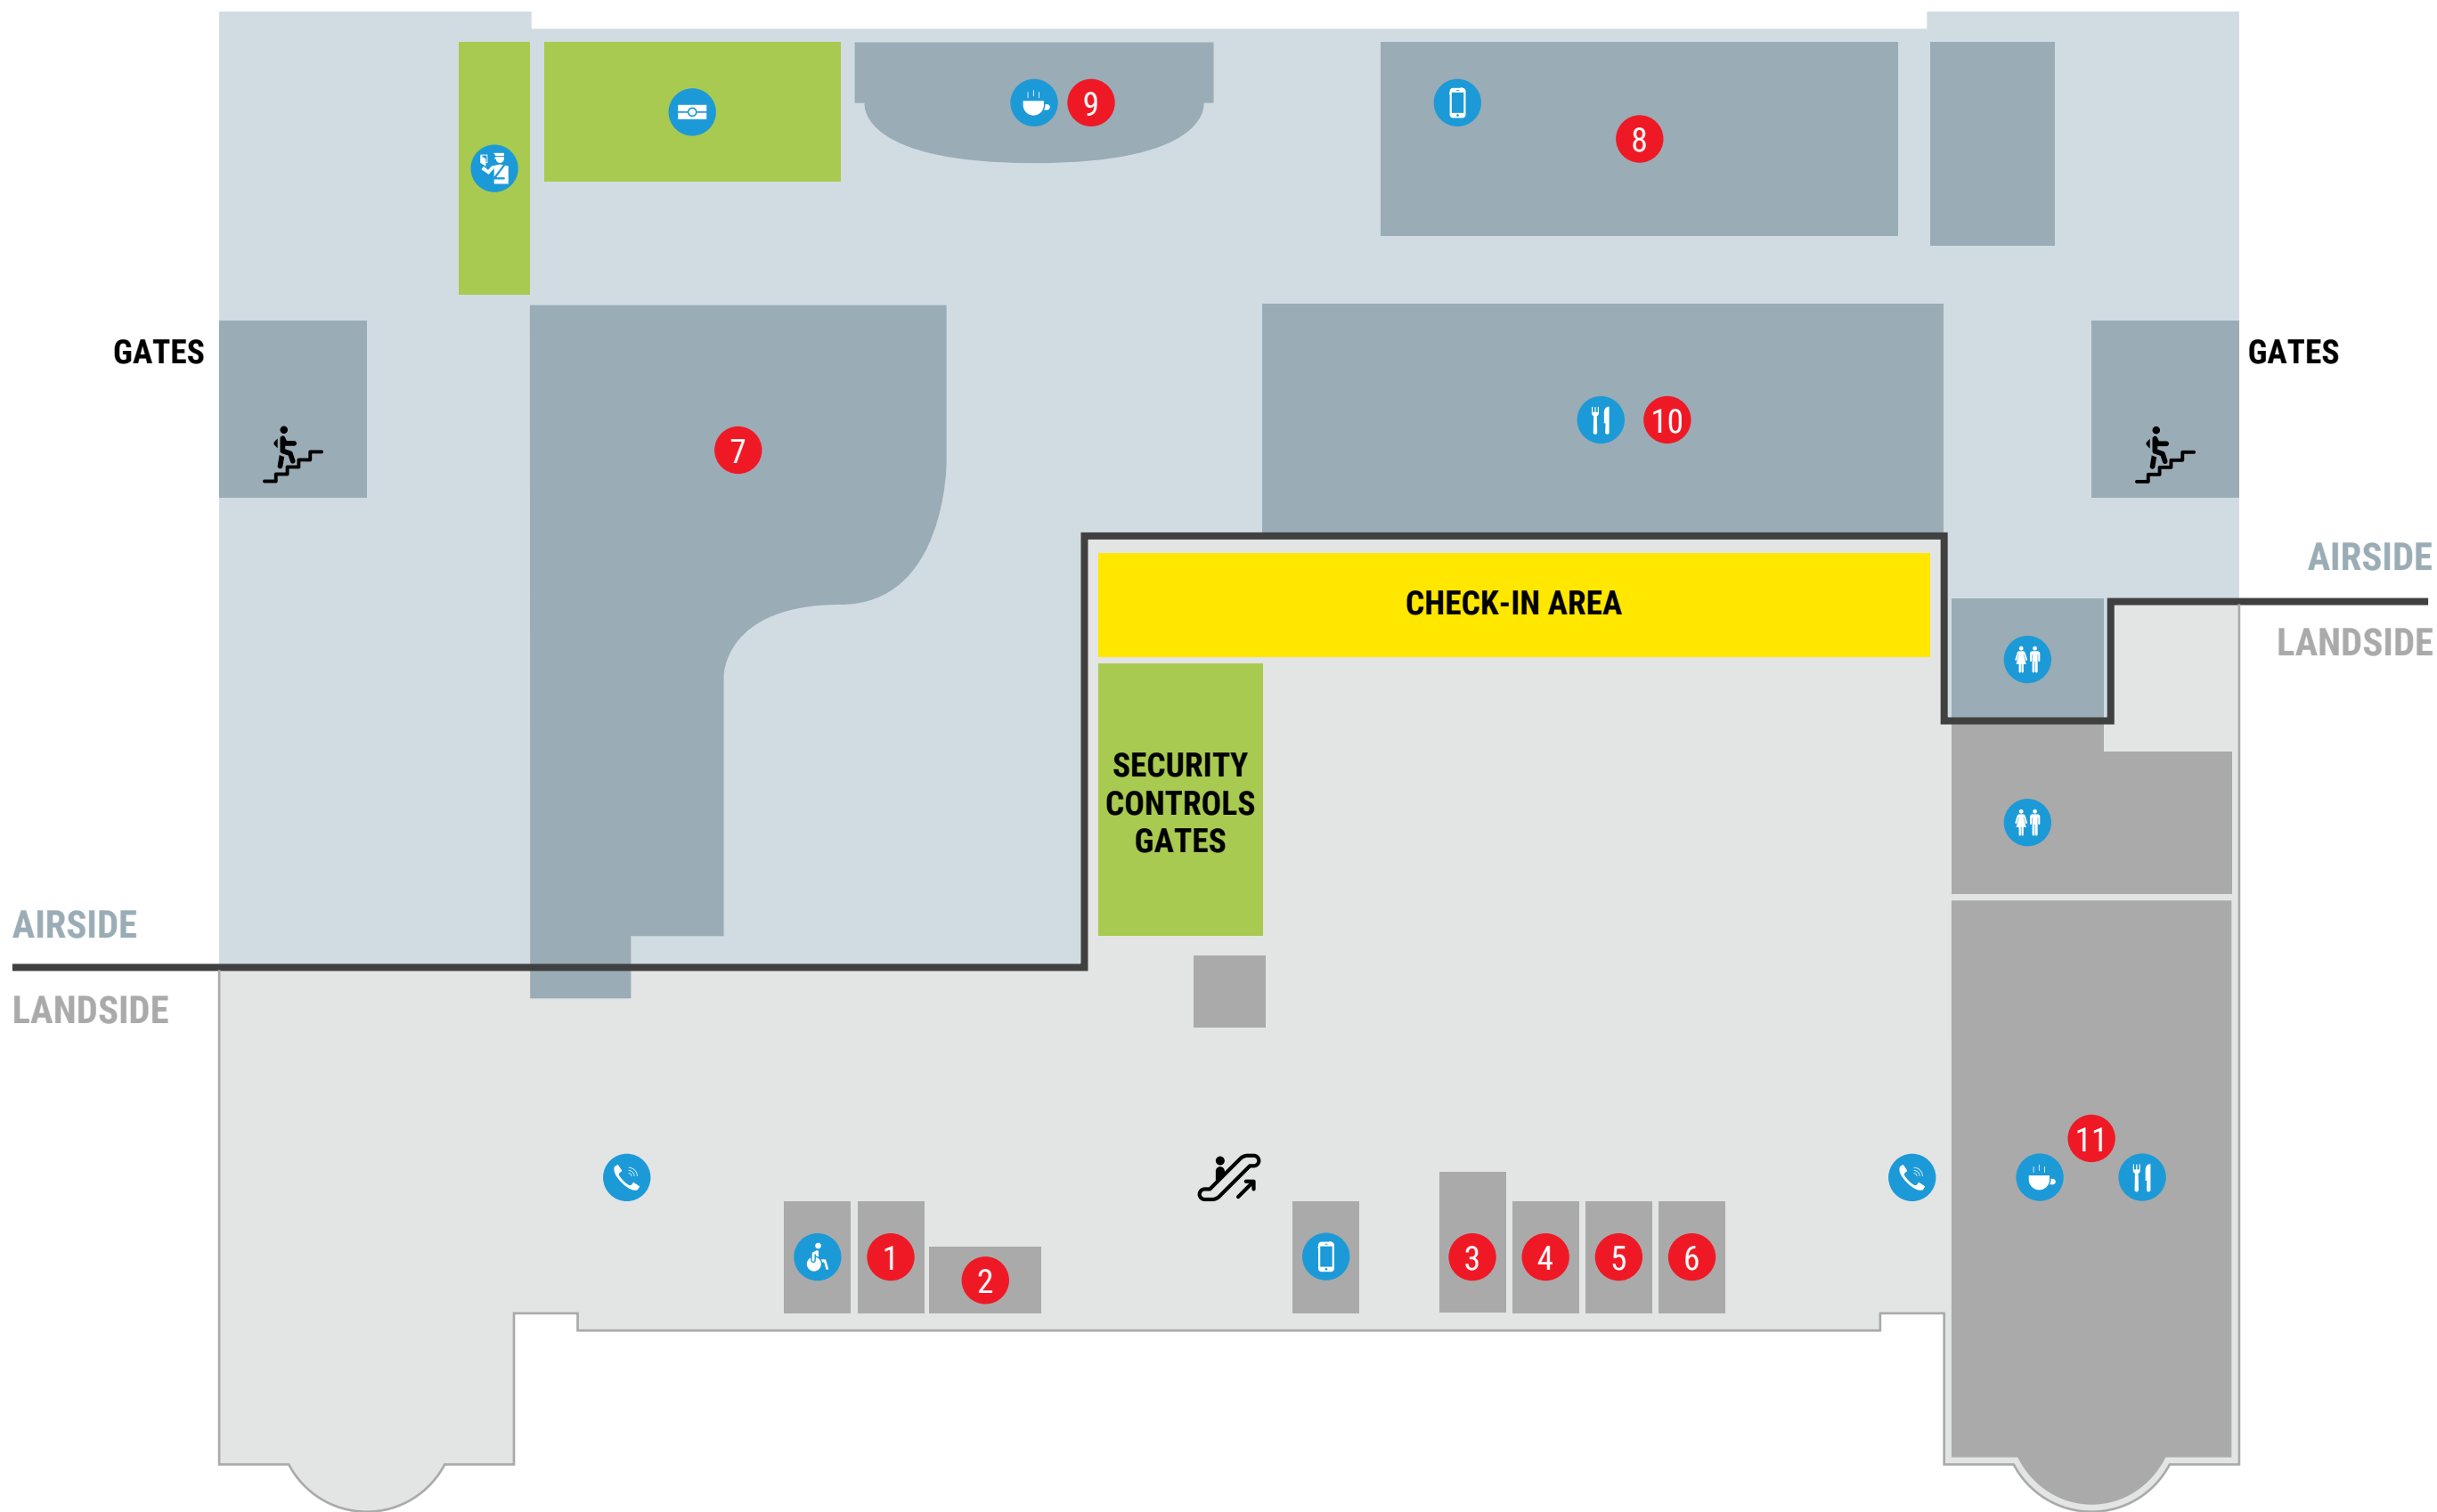 9
8
GATES
GATES
7
10
AIRSIDE
CHECK-IN AREA
LANDSIDE
SECURITY
CONTROLS
GATES
AIRSIDE
LANDSIDE
11
1
2
3
4
5
6